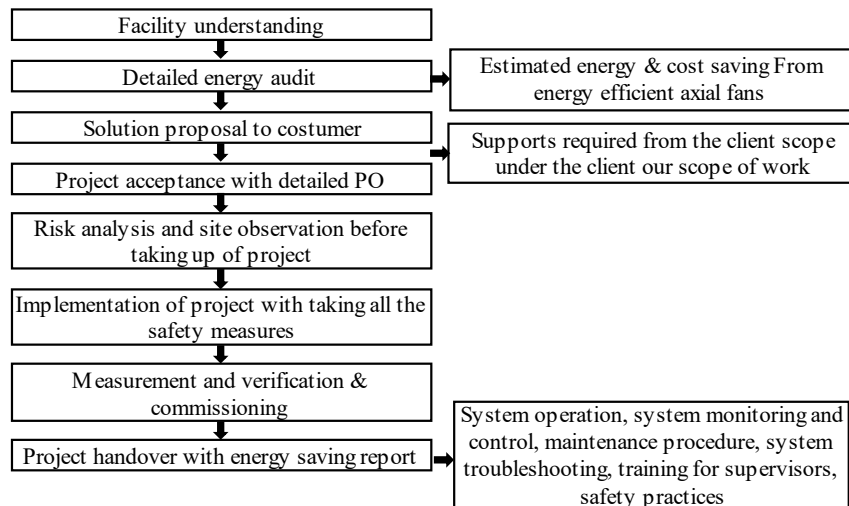 Facility understanding
Detailed energy audit
Estimated energy & cost saving From
energy efficient axial fans
Solution proposal to costumer
Supports required from the client scope
under the client our scope of work
Project acceptance with detailed PO
Risk analysis and site observation before
taking up of project
Implementation of project with taking all the
safety measures
Measurement and verification &
commissioning
Project handover with energy saving report
System operation, system monitoring and
control, maintenance procedure, system
troubleshooting, training for supervisors,
safety practices